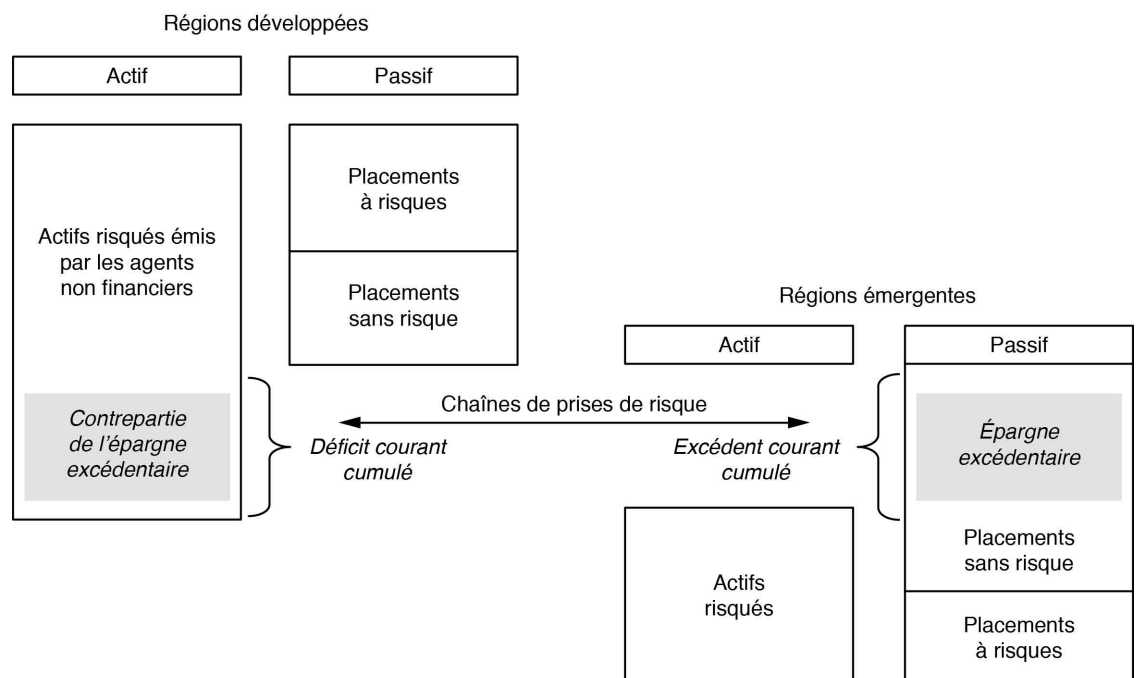 Régions développées
Actif
Passif
Actifs risqués émis
par les agents
non financiers
Contrepartie
de l’épargne
excédentaire
Placements
à risques
Placements
sans risque
Déficit courant
cumulé
Chaînes de prises de risque
Régions émergentes
Actif
Passif
Excédent courant
cumulé
Épargne
excédentaire
Actifs
risqués
Placements
sans risque
Placements
à risques